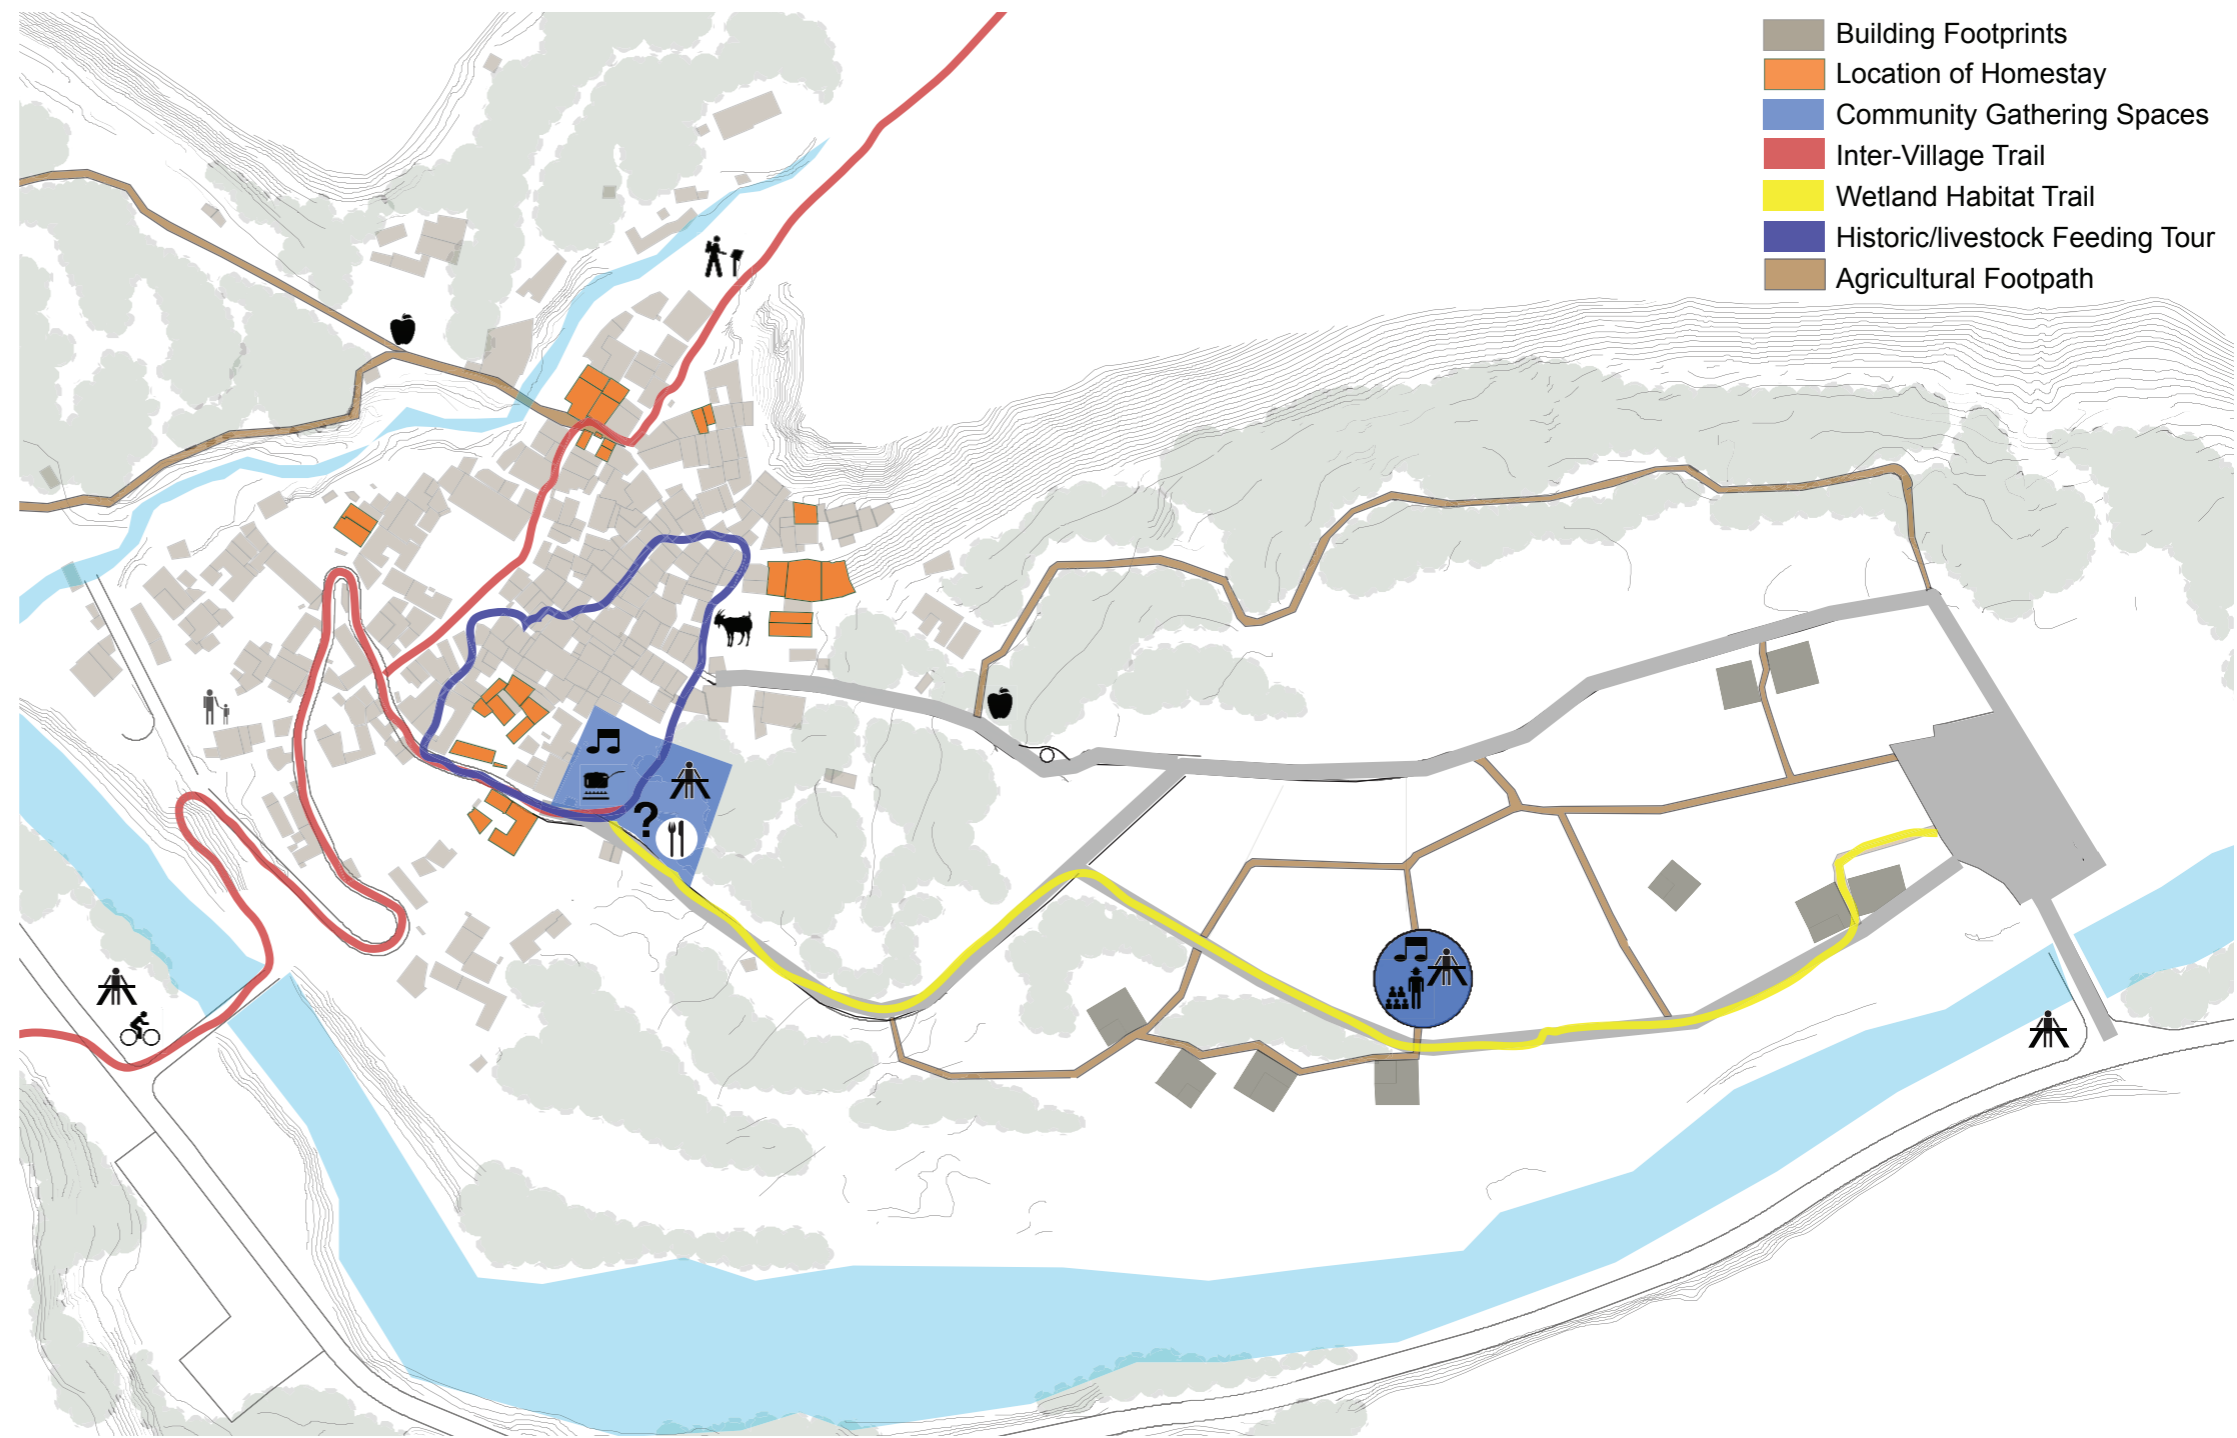 Building Footprints
Location of Homestay
Community Gathering Spaces
Inter-Village Trail
Wetland Habitat Trail
Historic/livestock Feeding Tour
Agricultural Footpath
?